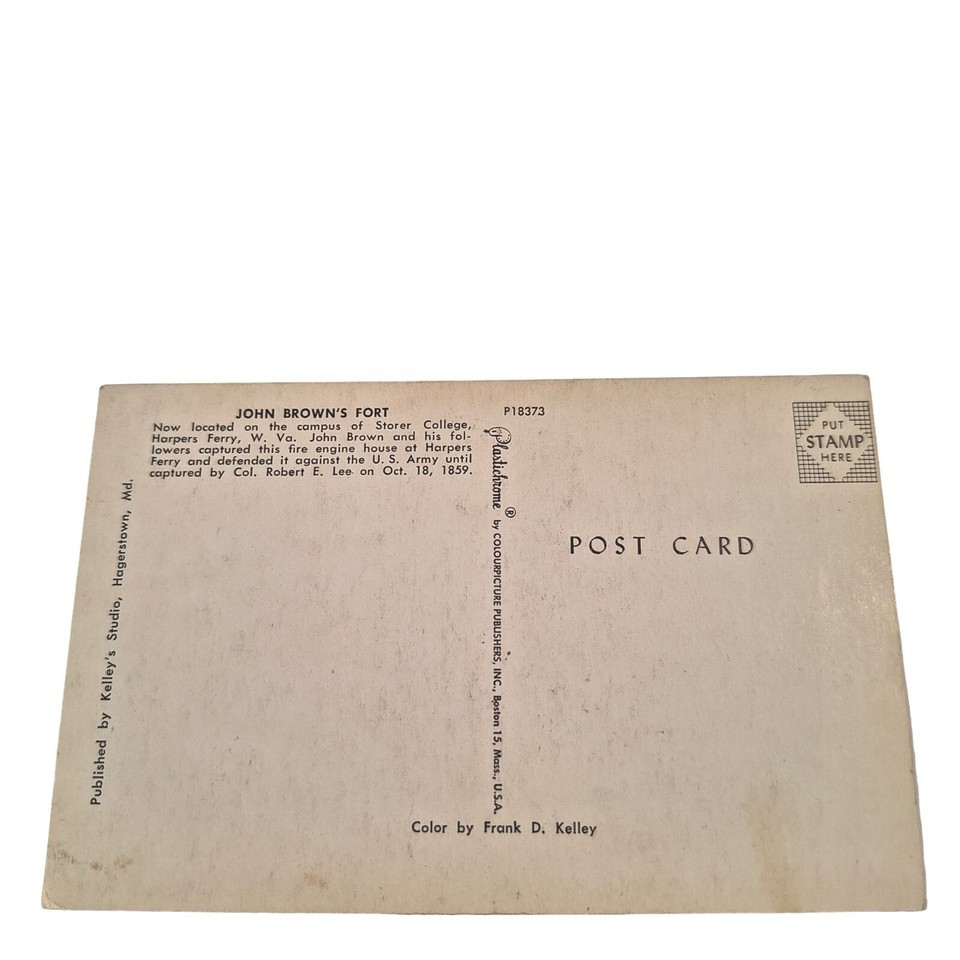 JOHN BROWN'S FORT
Now located on the campus of Storer College,
Harpers Ferry, W. Va. John Brown and his fol-
lowers captured this fire engine house at Harpers
Ferry and defended it against the U. S. Army until
captured by Col. Robert E. Lee on Oct. 18, 1859.
Published by Kelley's Studio, Hagerstown, Md.
P18373
Plastichrome ® by COLOURPICTURE PUBLISHERS, INC., Boston 15, Mass., U.S.A.
PUT
STAMP
HERE
POST CARD
Color by Frank D. Kelley